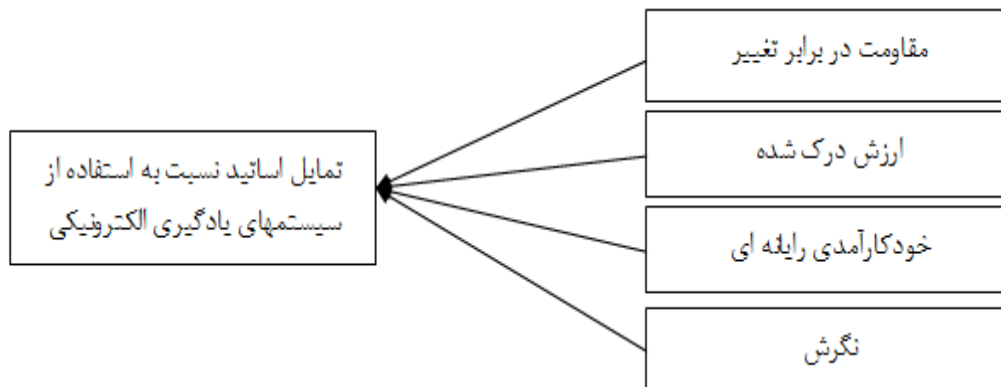 مقاومت در برابر تغییر
ارزش درک شده
خودکارآمدی رایانه ای
نگرش
تمایل اساتید نسبت به استفاده از
سیستمهای یادگیری الکترونیکی